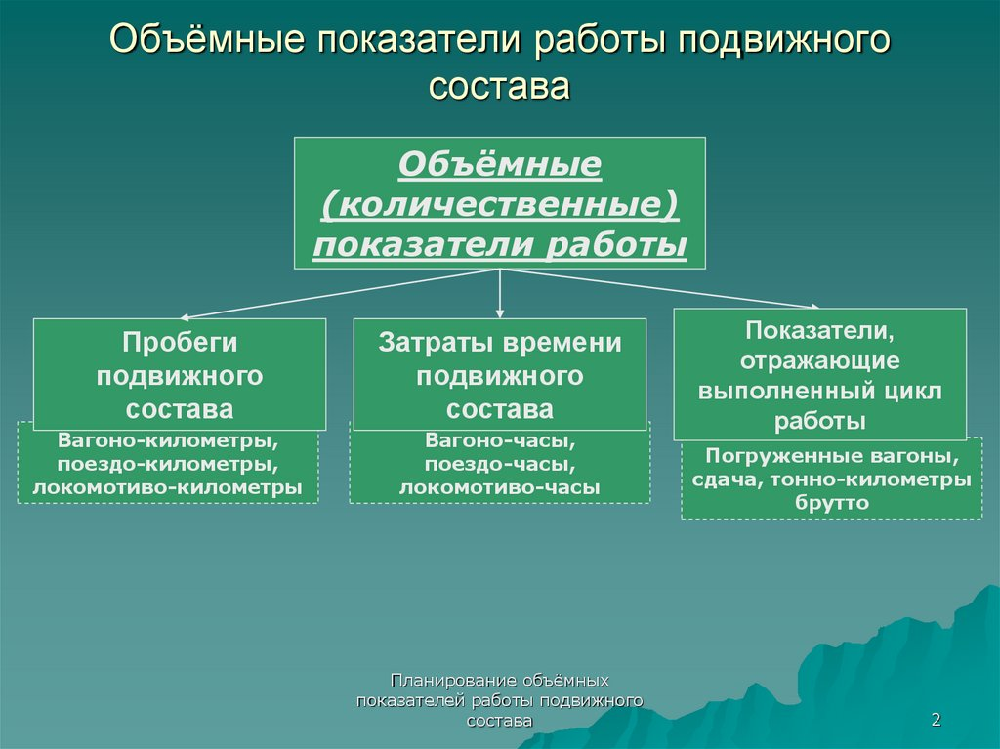 Объёмные показатели работы подвижного
состава
Объёмные
(количественные)
показатели работы
Пробеги
подвижного
состава
Вагоно-километры,
поездо-километры,
локомотиво-километры
Затраты времени
подвижного
состава
Вагоно-часы,
поездо-часы,
локомотиво-часы
Показатели,
отражающие
выполненный цикл
работы
Погруженные вагоны,
сдача, тонно-километры
брутто
Планирование объёмных
показателей работы подвижного
состава
2